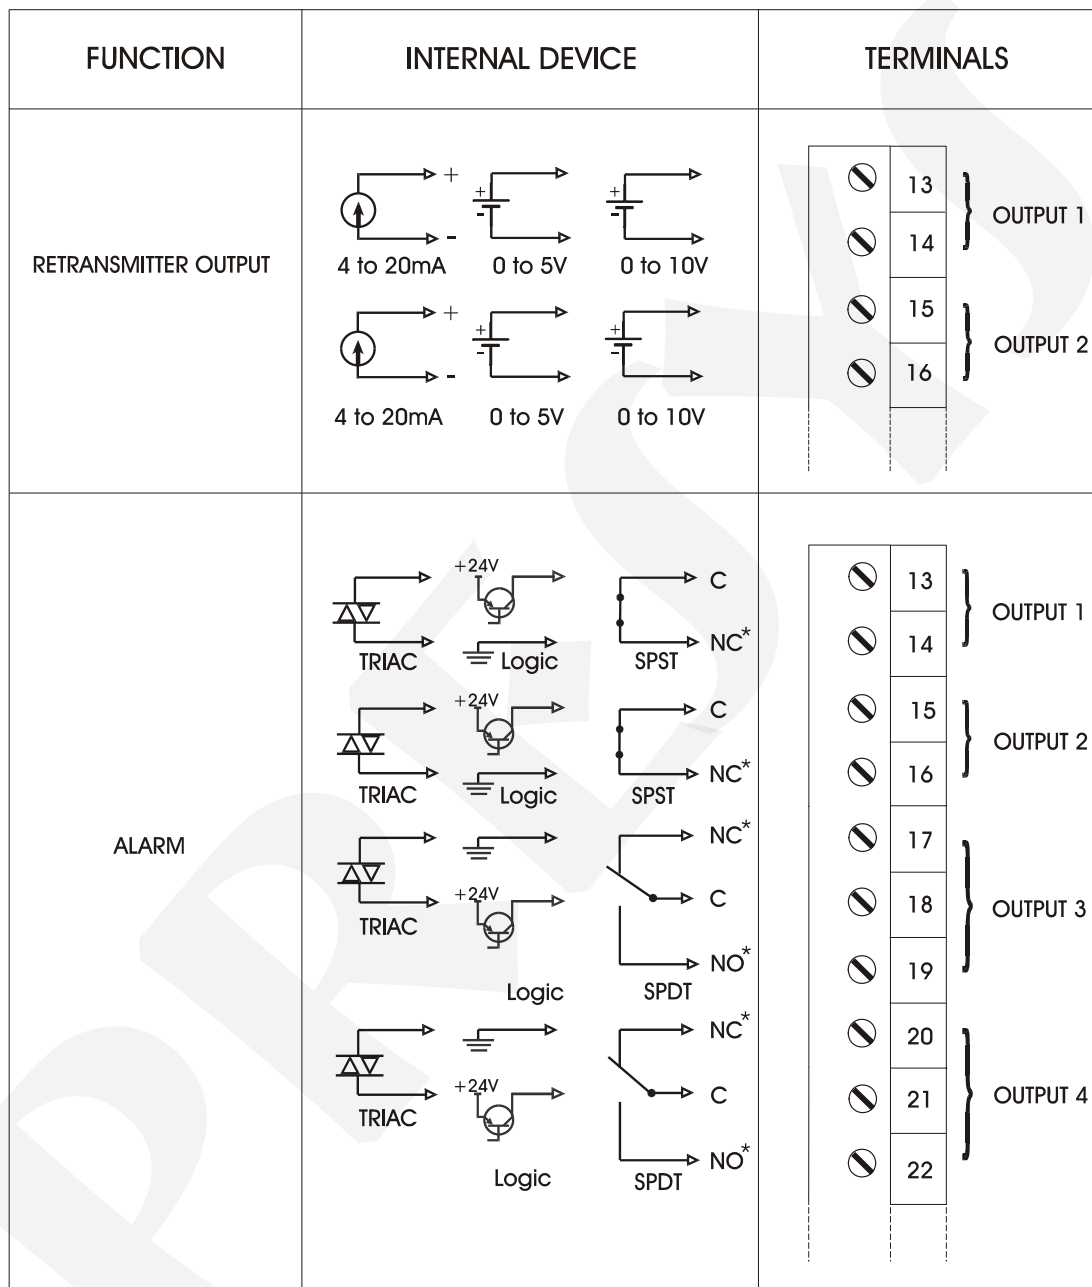 FUNCTION INTERNAL DEVICE TERMINALS
RETRANSMITTER OUTPUT
+ + +
- - -
4 to 20mA 0 to 5V 0 to 10V
+ + +
- - -
4 to 20mA 0 to 5V 0 to 10V
13
14
OUTPUT 1
15
16
OUTPUT 2
ALARM
+24V C
TRIAC Logic SPST NC*
+24V C
TRIAC Logic SPST NC*
NC*
+24V C
TRIAC
NO*
Logic SPDT
NC*
+24V C
TRIAC
NO*
Logic SPDT
13
14
OUTPUT 1
15
16
OUTPUT 2
17
18
19
OUTPUT 3
20
21
22
OUTPUT 4
PRESYS